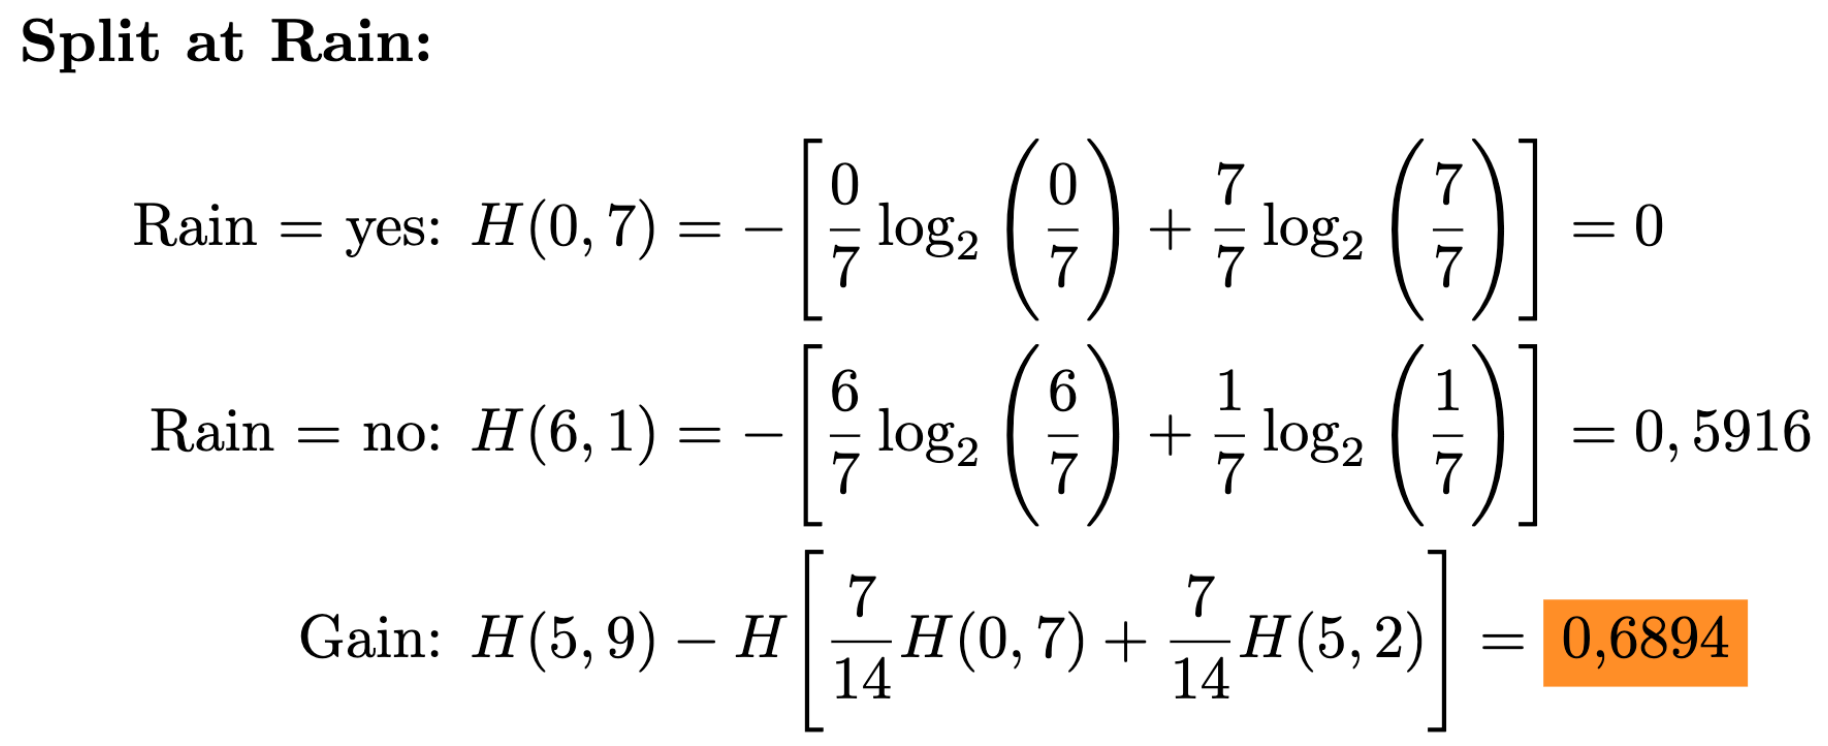 Split at Rain:
Rain = yes: H(0, 7) = −[0/7 log₂(0/7) + 7/7 log₂(7/7)] = 0
Rain = no: H(6, 1) = −[6/7 log₂(6/7) + 1/7 log₂(1/7)] = 0, 5916
Gain: H(5, 9) − H[7/14 H(0, 7) + 7/14 H(5, 2)] = 0,6894